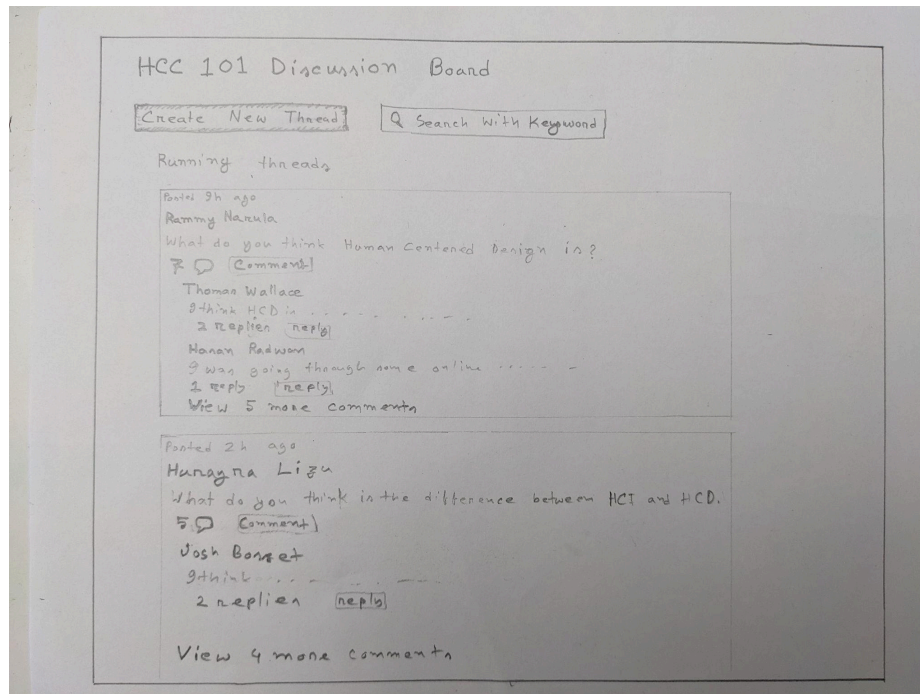 HCC 101 Discussion Board
Create New Thread
Search With Keyword
Running threads
Posted 9h ago
Rammy Narula
What do you think Human Centered Design is?
7 Comment
Thomas Wallace
I think HCD is . . . . . . . . . . .
2 replies reply
Hanan Radwan
I was going through some online . . . . . .
1 reply reply
View 5 more comments
Posted 2h ago
Lizu
What do you think is the difference between HCI and HCD.
5 Comment
Josh
I think . . . . . . . . . .
2 replies reply
View 4 more comments